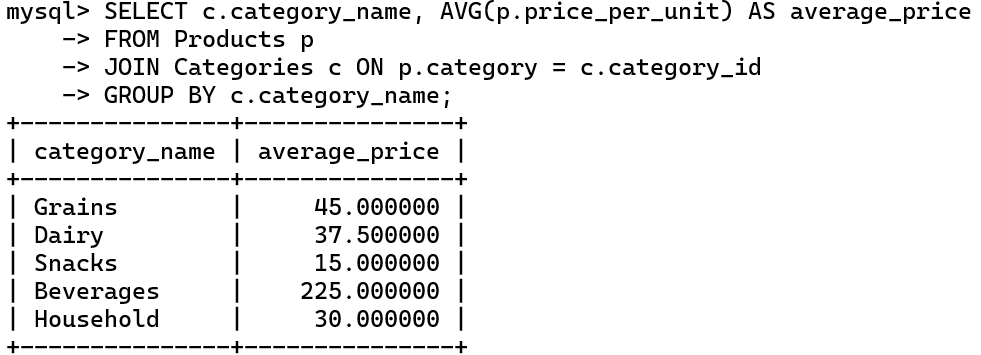 mysql> SELECT c.category_name, AVG(p.price_per_unit) AS average_price
    -> FROM Products p
    -> JOIN Categories c ON p.category = c.category_id
    -> GROUP BY c.category_name;
+---------------+---------------+
| category_name | average_price |
+---------------+---------------+
| Grains        |     45.000000 |
| Dairy         |     37.500000 |
| Snacks        |     15.000000 |
| Beverages     |    225.000000 |
| Household     |     30.000000 |
+---------------+---------------+